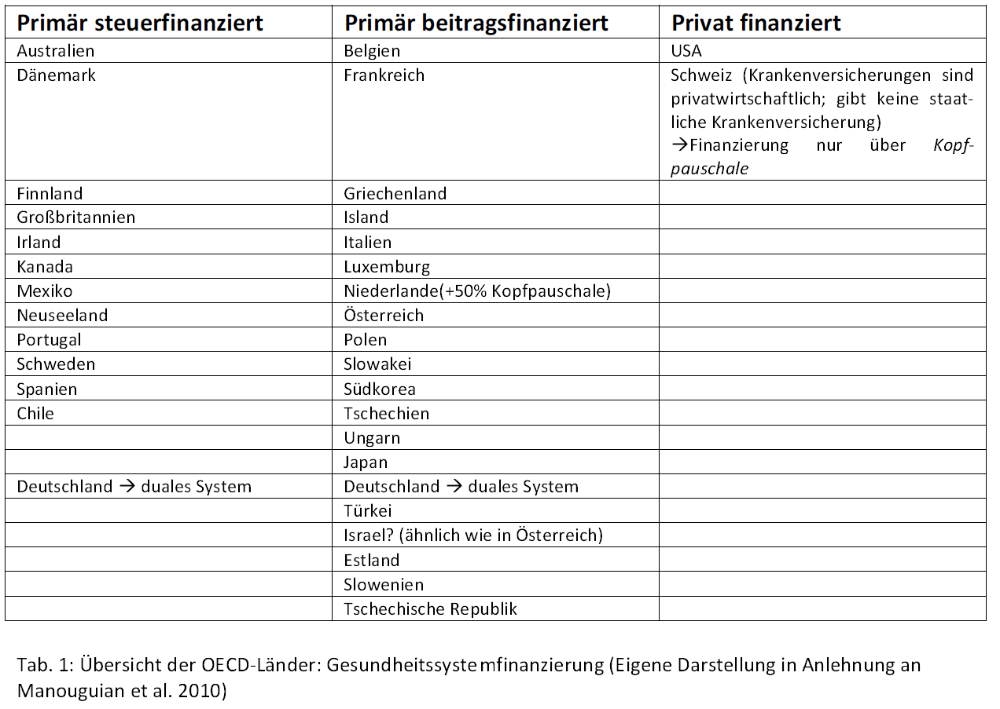 Primär steuerfinanziert Primär beitragsfinanziert Privat finanziert
Australien Belgien USA
Dänemark Frankreich Schweiz (Krankenversicherungen sind
privatwirtschaftlich; gibt keine staat-
liche Krankenversicherung)
→Finanzierung nur über Kopf-
pauschale
Finnland Griechenland
Großbritannien Island
Irland Italien
Kanada Luxemburg
Mexiko Niederlande(+50% Kopfpauschale)
Neuseeland Österreich
Portugal Polen
Schweden Slowakei
Spanien Südkorea
Chile Tschechien
Ungarn
Japan
Deutschland → duales System Deutschland → duales System
Türkei
Israel? (ähnlich wie in Österreich)
Estland
Slowenien
Tschechische Republik
Tab. 1: Übersicht der OECD-Länder: Gesundheitssystemfinanzierung (Eigene Darstellung in Anlehnung an
Manouguian et al. 2010)